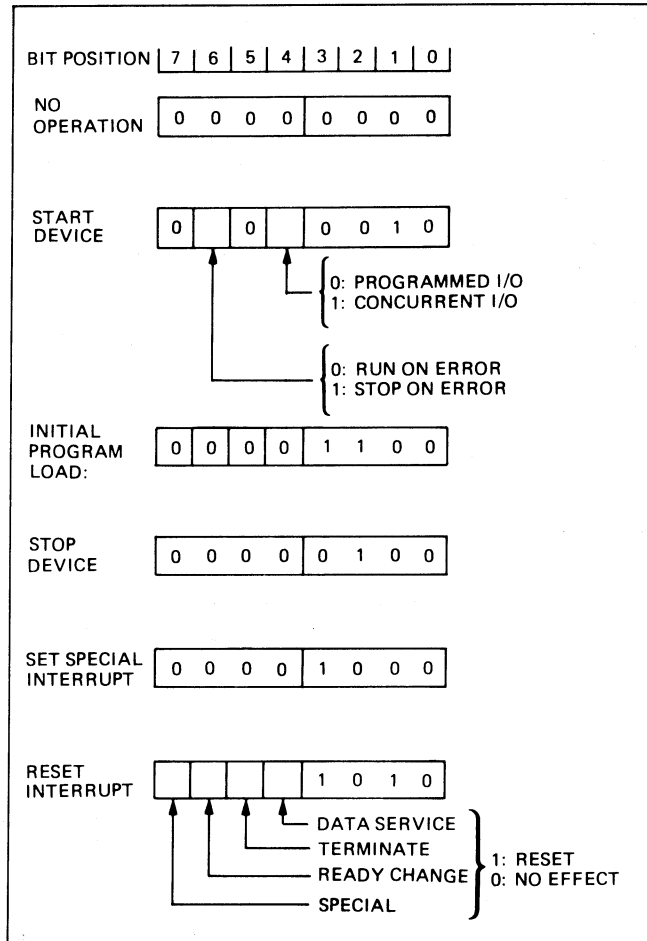 BIT POSITION 7 6 5 4 3 2 1 0
NO
OPERATION 0 0 0 0 0 0 0 0
START
DEVICE 0 0 0 0 1 0
0: PROGRAMMED I/O
1: CONCURRENT I/O
0: RUN ON ERROR
1: STOP ON ERROR
INITIAL
PROGRAM
LOAD: 0 0 0 0 1 1 0 0
STOP
DEVICE 0 0 0 0 0 1 0 0
SET SPECIAL
INTERRUPT 0 0 0 0 1 0 0 0
RESET
INTERRUPT 1 0 1 0
DATA SERVICE
TERMINATE
READY CHANGE
SPECIAL
1: RESET
0: NO EFFECT